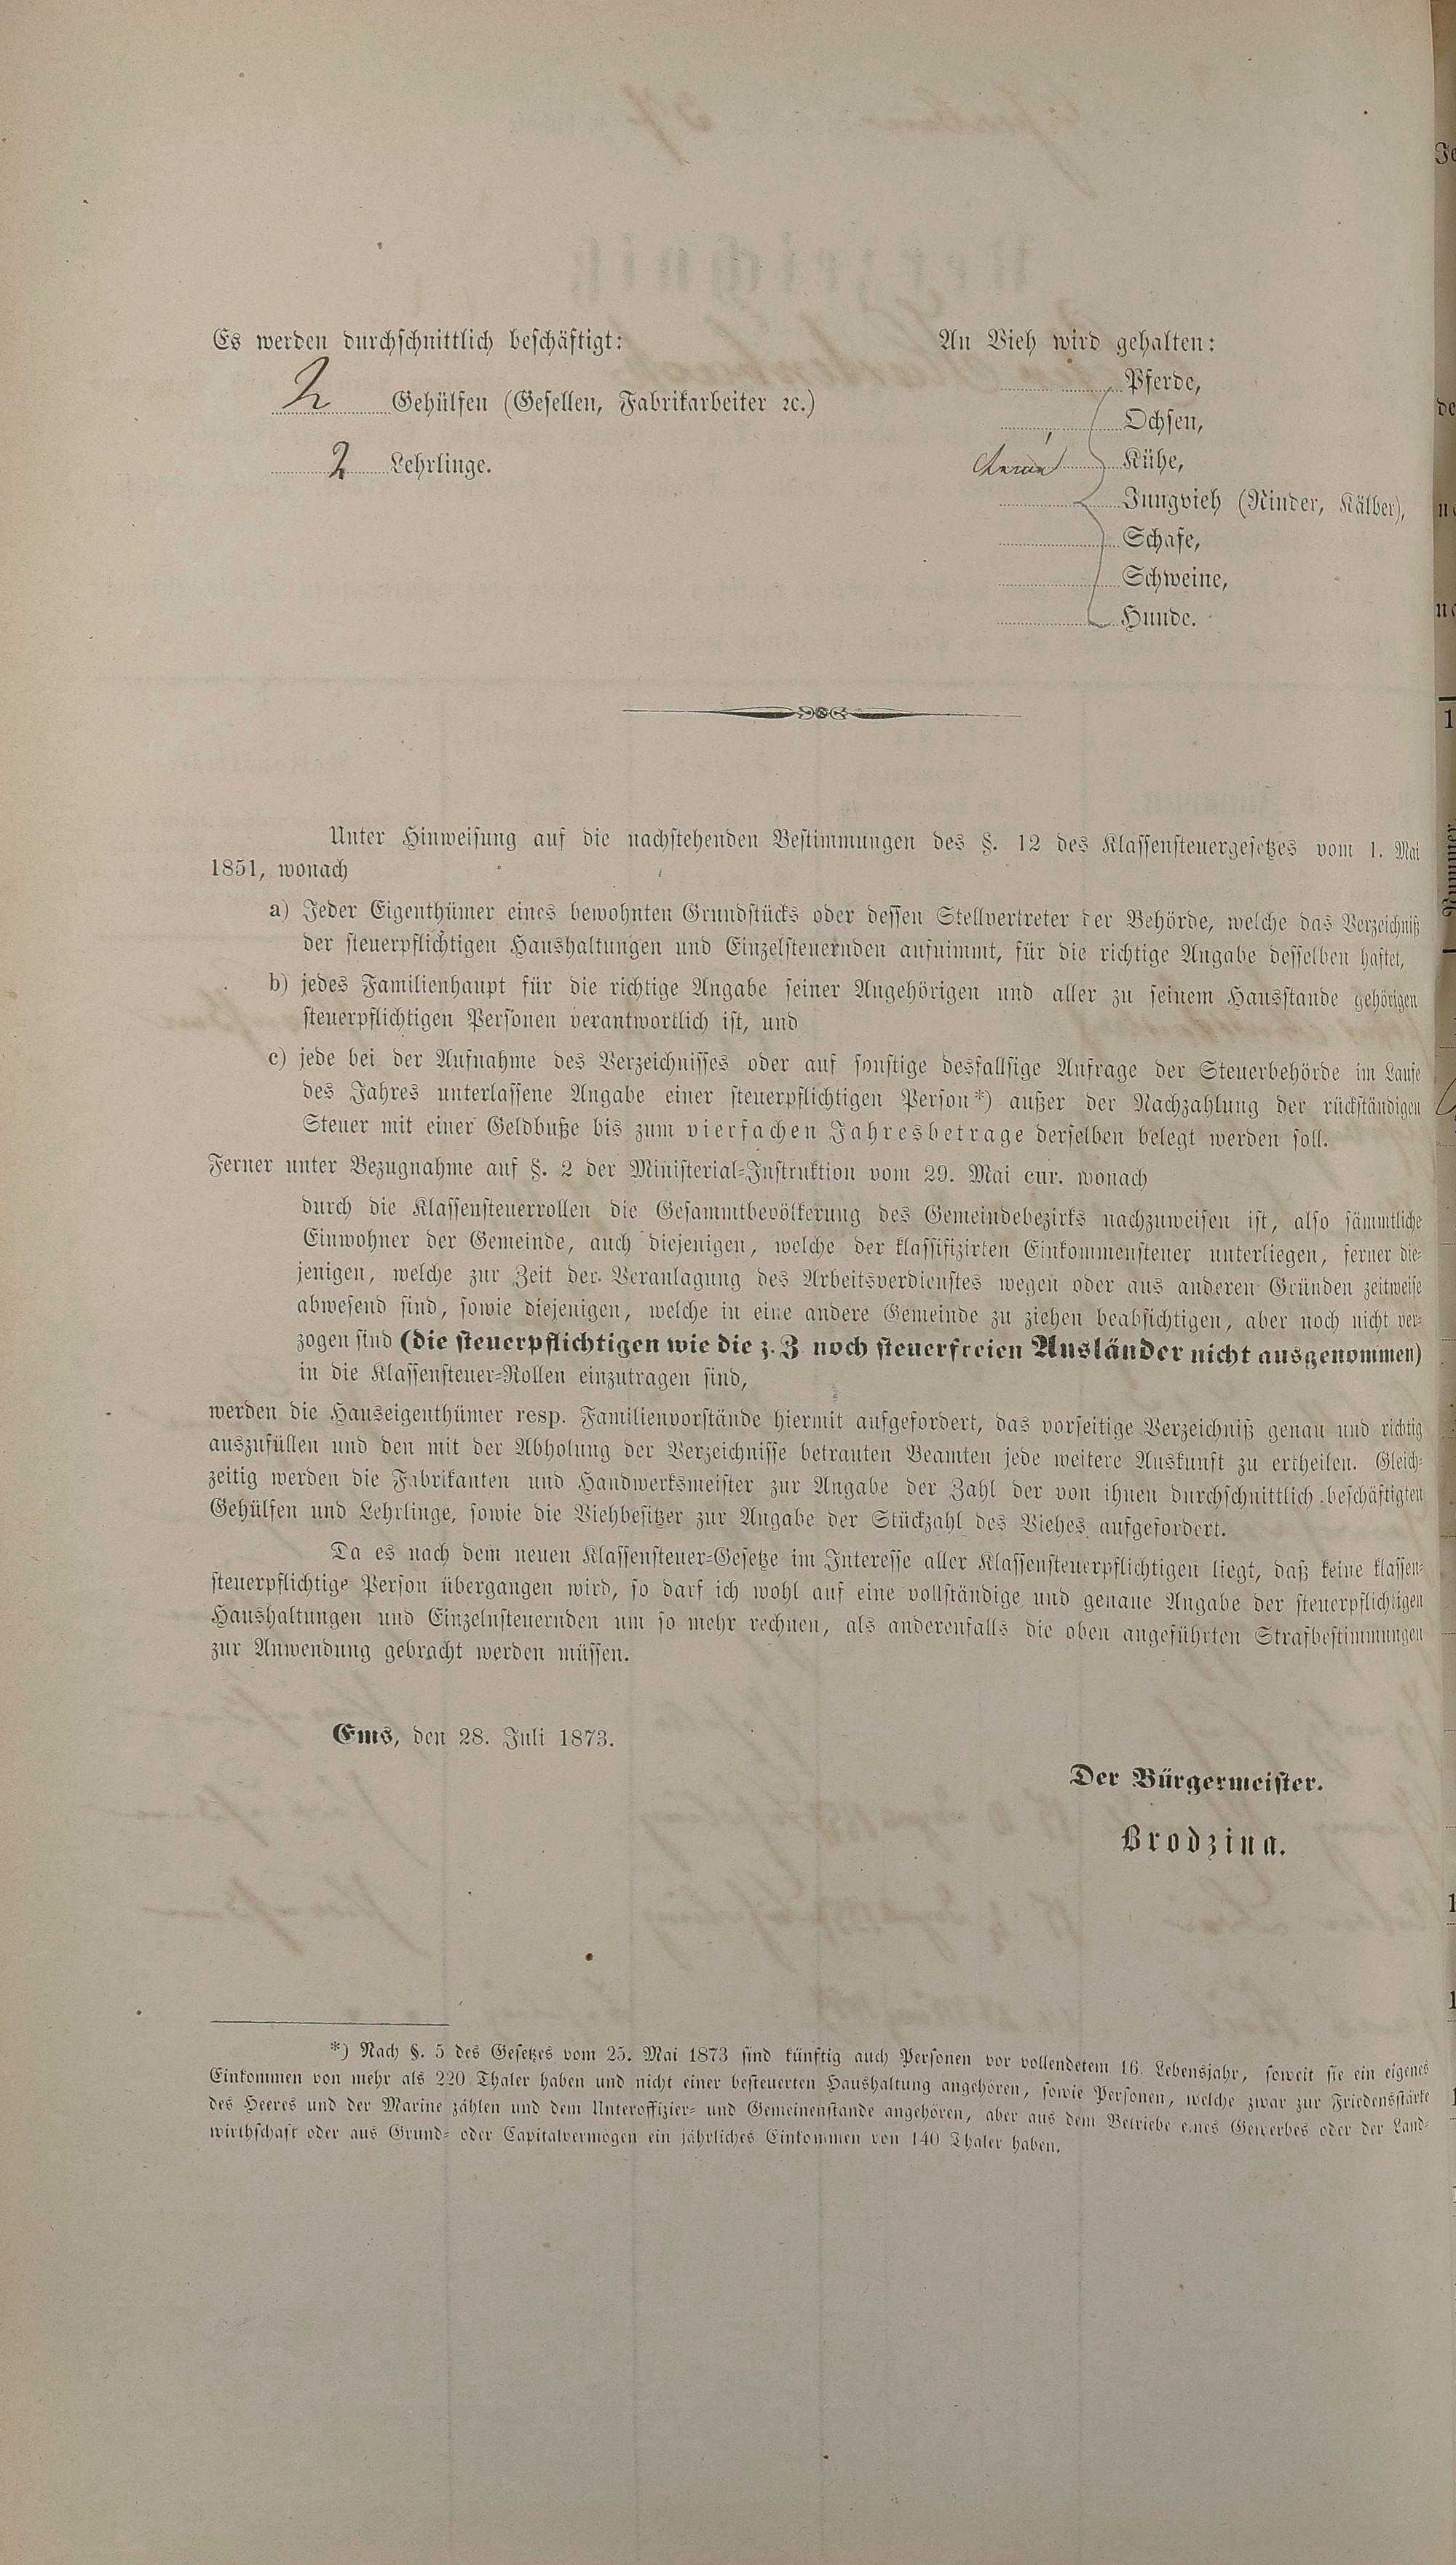 Es werden durchschnittlich beschäftigt:
2 Gehülfen (Gesellen, Fabrikarbeiter ꝛc.)
2 Lehrlinge.
An Vieh wird gehalten:
Pferde,
Ochsen,
Kühe,
Jungvieh (Rinder, Kälber),
Schafe,
Schweine,
Hunde.
Unter Hinweisung auf die nachstehenden Bestimmungen des §. 12 des Klassensteuergesetzes vom 1. Mai
1851, wonach
a) Jeder Eigenthümer eines bewohnten Grundstücks oder dessen Stellvertreter der Behörde, welche das Verzeichniß
der steuerpflichtigen Haushaltungen und Einzelsteuernden aufnimmt, für die richtige Angabe desselben haftet,
b) jedes Familienhaupt für die richtige Angabe seiner Angehörigen und aller zu seinem Hausstande gehörigen
steuerpflichtigen Personen verantwortlich ist, und
c) jede bei der Aufnahme des Verzeichnisses oder auf sonstige desfallsige Anfrage der Steuerbehörde im Laufe
des Jahres unterlassene Angabe einer steuerpflichtigen Person*) außer der Nachzahlung der rückständigen
Steuer mit einer Geldbuße bis zum vierfachen Jahresbetrage derselben belegt werden soll.
Ferner unter Bezugnahme auf §. 2 der Ministerial-Instruktion vom 29. Mai cur. wonach
durch die Klassensteuerrollen die Gesammtbevölkerung des Gemeindebezirks nachzuweisen ist, also sämmtliche
Einwohner der Gemeinde, auch diejenigen, welche der klassifizirten Einkommensteuer unterliegen, ferner die-
jenigen, welche zur Zeit der Veranlagung des Arbeitsverdienstes wegen oder aus anderen Gründen zeitweise
abwesend sind, sowie diejenigen, welche in eine andere Gemeinde zu ziehen beabsichtigen, aber noch nicht ver-
zogen sind (die steuerpflichtigen wie die z. Z noch steuerfreien Ausländer nicht ausgenommen)
in die Klassensteuer-Rollen einzutragen sind,
werden die Hauseigenthümer resp. Familienvorstände hiermit aufgefordert, das vorseitige Verzeichniß genau und richtig
auszufüllen und den mit der Abholung der Verzeichnisse betrauten Beamten jede weitere Auskunft zu ertheilen. Gleich-
zeitig werden die Fabrikanten und Handwerksmeister zur Angabe der Zahl der von ihnen durchschnittlich beschäftigten
Gehülfen und Lehrlinge, sowie die Viehbesitzer zur Angabe der Stückzahl des Viehes aufgefordert.
Da es nach dem neuen Klassensteuer-Gesetze im Interesse aller Klassensteuerpflichtigen liegt, daß keine klassen-
steuerpflichtige Person übergangen wird, so darf ich wohl auf eine vollständige und genaue Angabe der steuerpflichtigen
Haushaltungen und Einzelnsteuernden um so mehr rechnen, als anderenfalls die oben angeführten Strafbestimmungen
zur Anwendung gebracht werden müssen.
Ems, den 28. Juli 1873.
Der Bürgermeister.
Brodzina.
*) Nach §. 5 des Gesetzes vom 25. Mai 1873 sind künftig auch Personen vor vollendetem 16. Lebensjahr, soweit sie ein eigenes
Einkommen von mehr als 220 Thaler haben und nicht einer besteuerten Haushaltung angehören, sowie Personen, welche zwar zur Friedensstärke
des Heeres und der Marine zählen und dem Unteroffizier- und Gemeinenstande angehören, aber aus dem Betriebe eines Gewerbes oder der Land-
wirthschaft oder aus Grund- oder Capitalvermögen ein jährliches Einkommen von 140 Thaler haben.